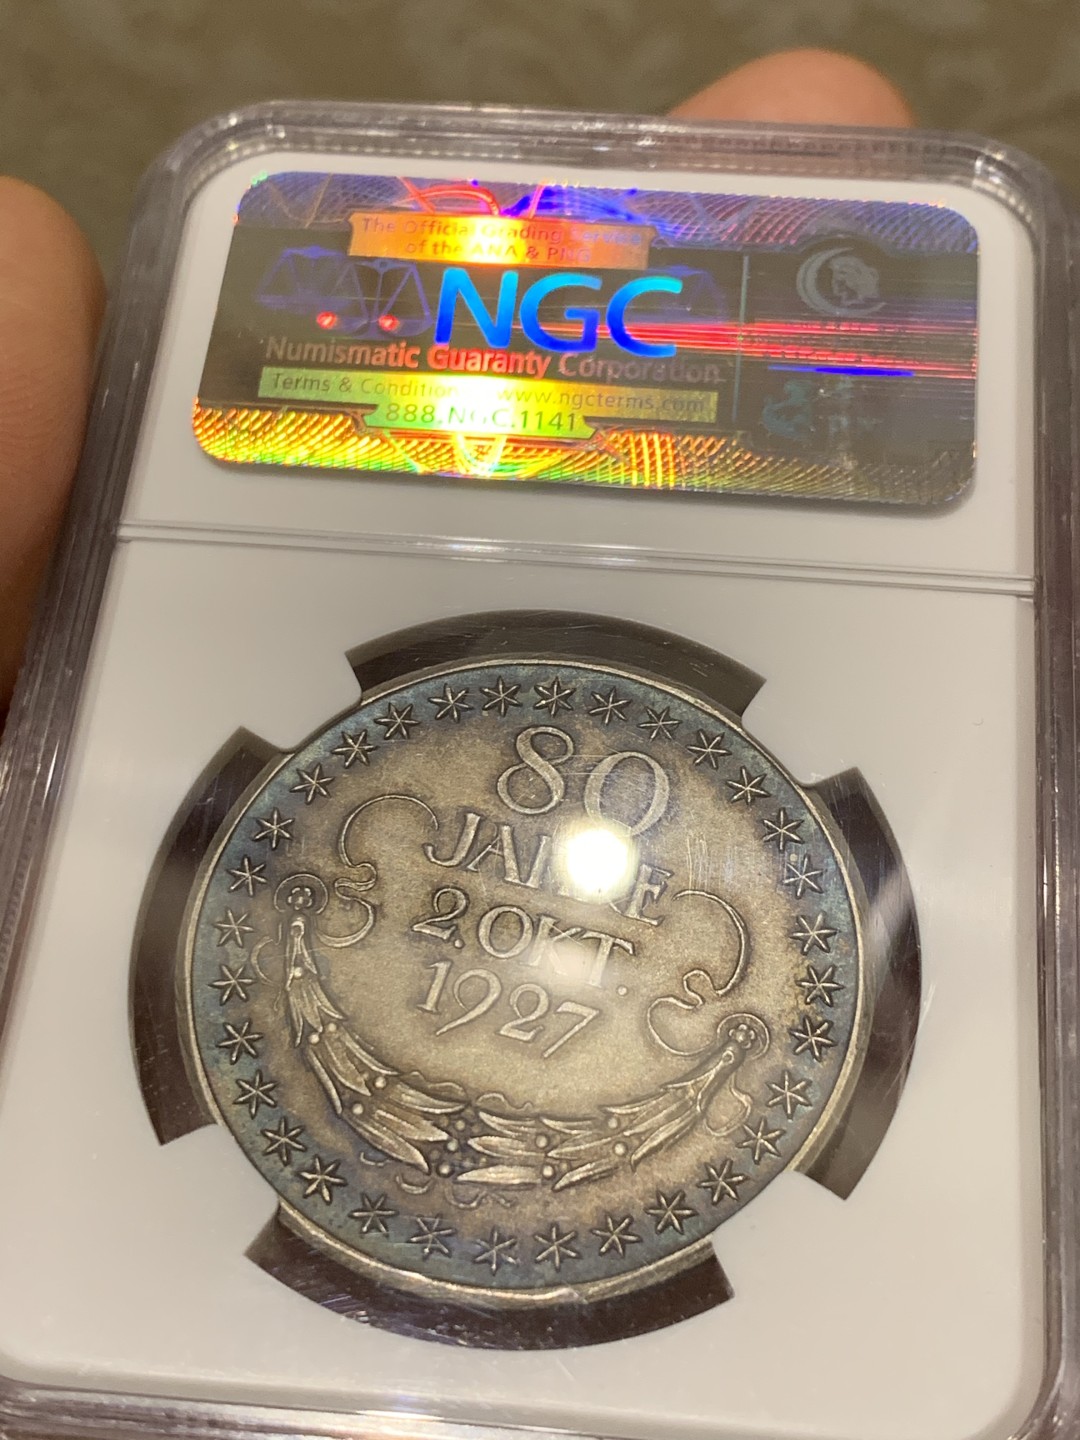 The Official Grading Service
of the ANA & PNG
NGC
Numismatic Guaranty Corporation
Terms & Conditions www.ngcterms.com
888.NGC.1141
80
JAHRE
2. OKT.
1927